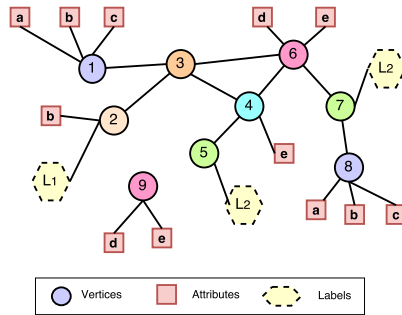 a b c d e
1 3 6 L2
b 2 4 7
L1 5 e 8
9 L2 a b c
d e
Vertices Attributes Labels